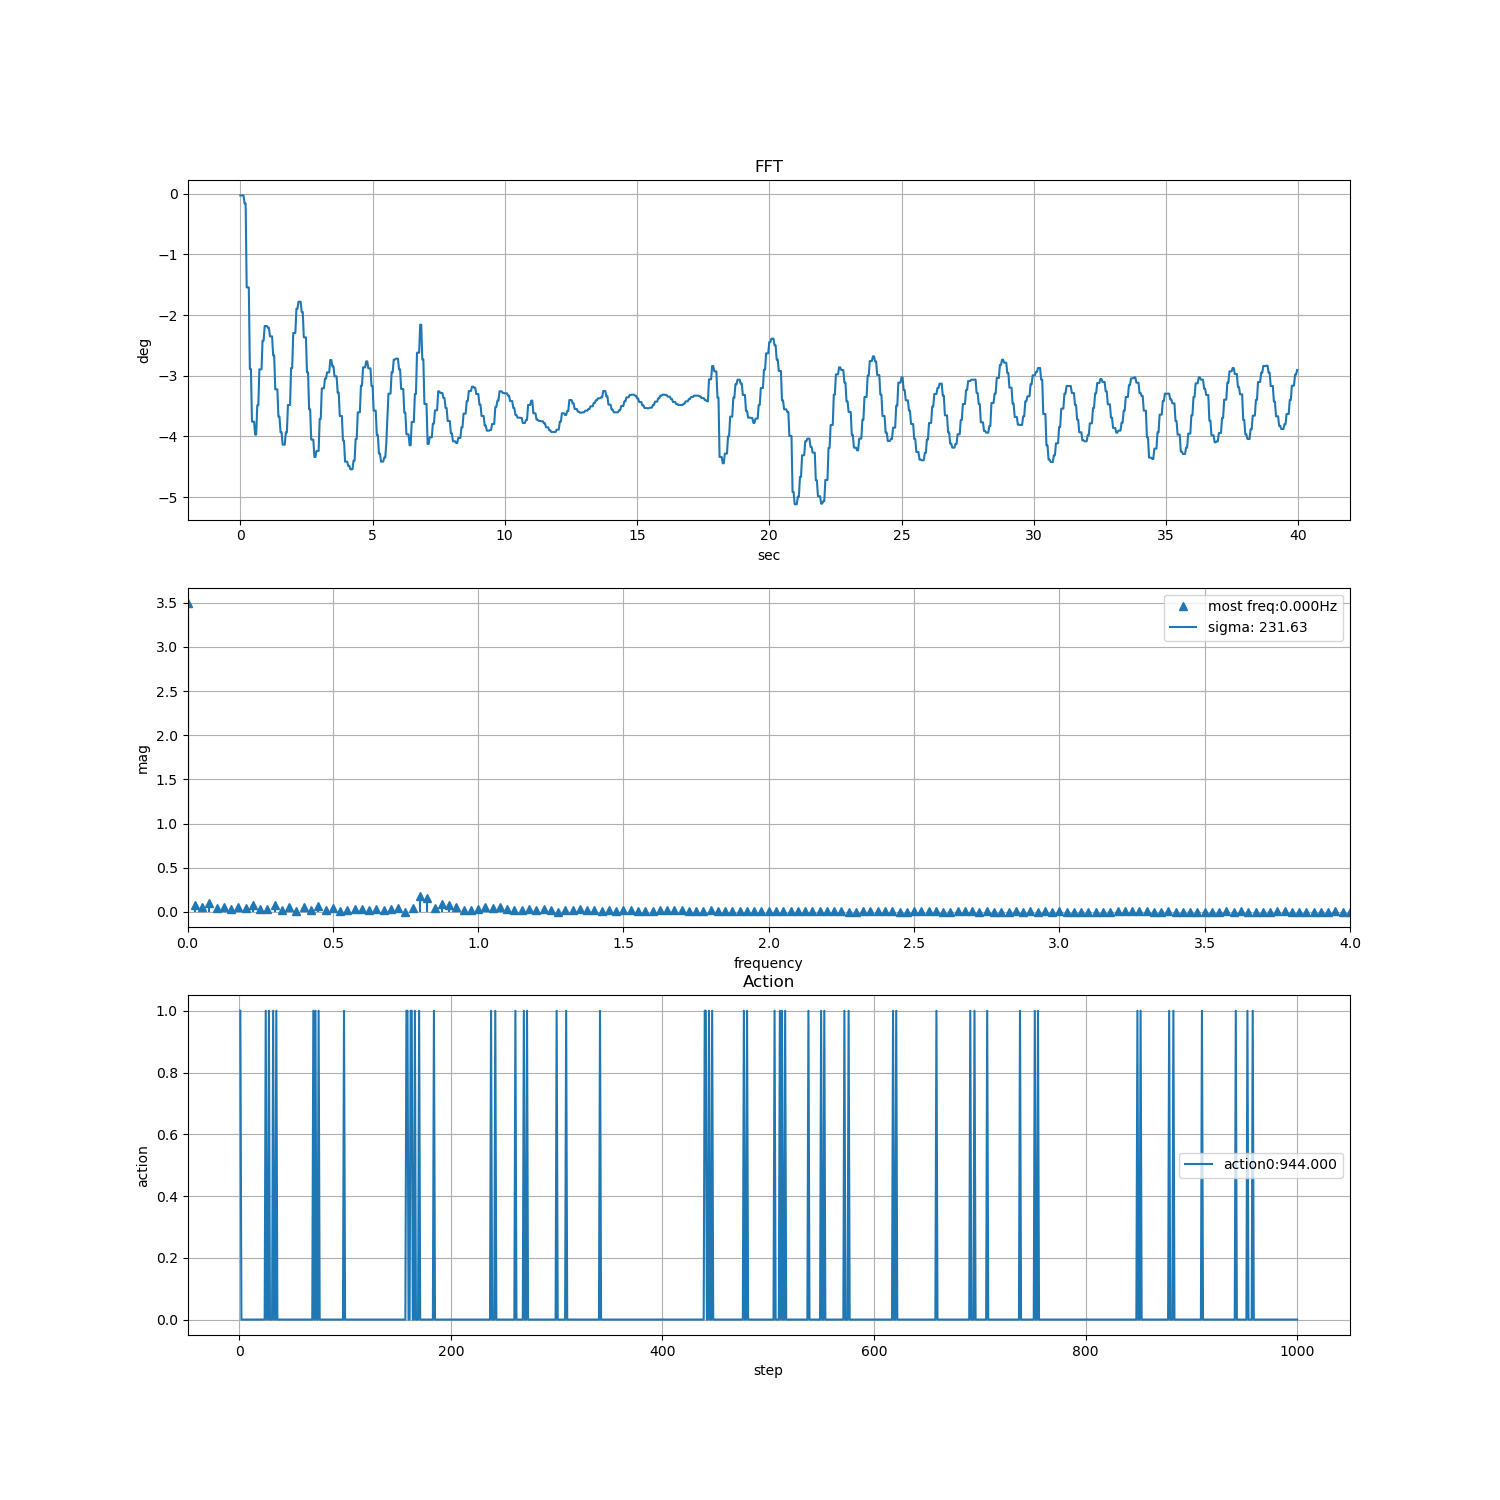 FFT
0
−1
−2
−3
−4
−5
deg
0 5 10 15 20 25 30 35 40
sec
3.5
3.0
2.5
2.0
1.5
1.0
0.5
0.0
mag
most freq:0.000Hz
sigma: 231.63
0.0 0.5 1.0 1.5 2.0 2.5 3.0 3.5 4.0
frequency
Action
1.0
0.8
0.6
0.4
0.2
0.0
action
action0:944.000
0 200 400 600 800 1000
step